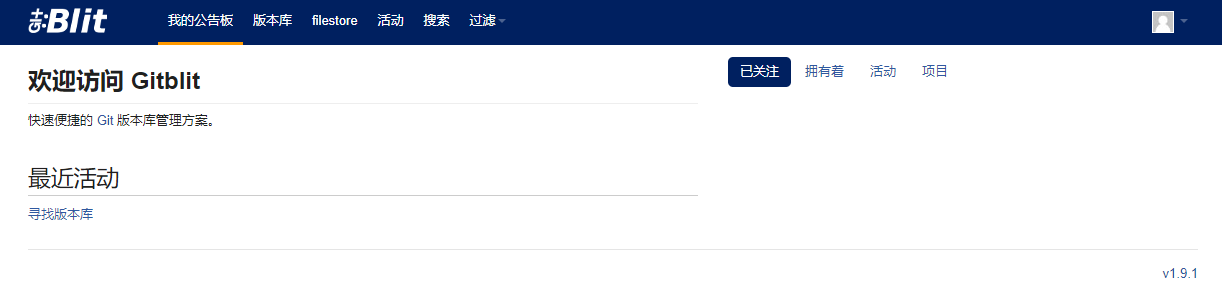 GitBlit 我的公告板 版本库 filestore 活动 搜索 过滤
欢迎访问 Gitblit
快速便捷的 Git 版本库管理方案。
最近活动
寻找版本库
已关注 拥有着 活动 项目
v1.9.1